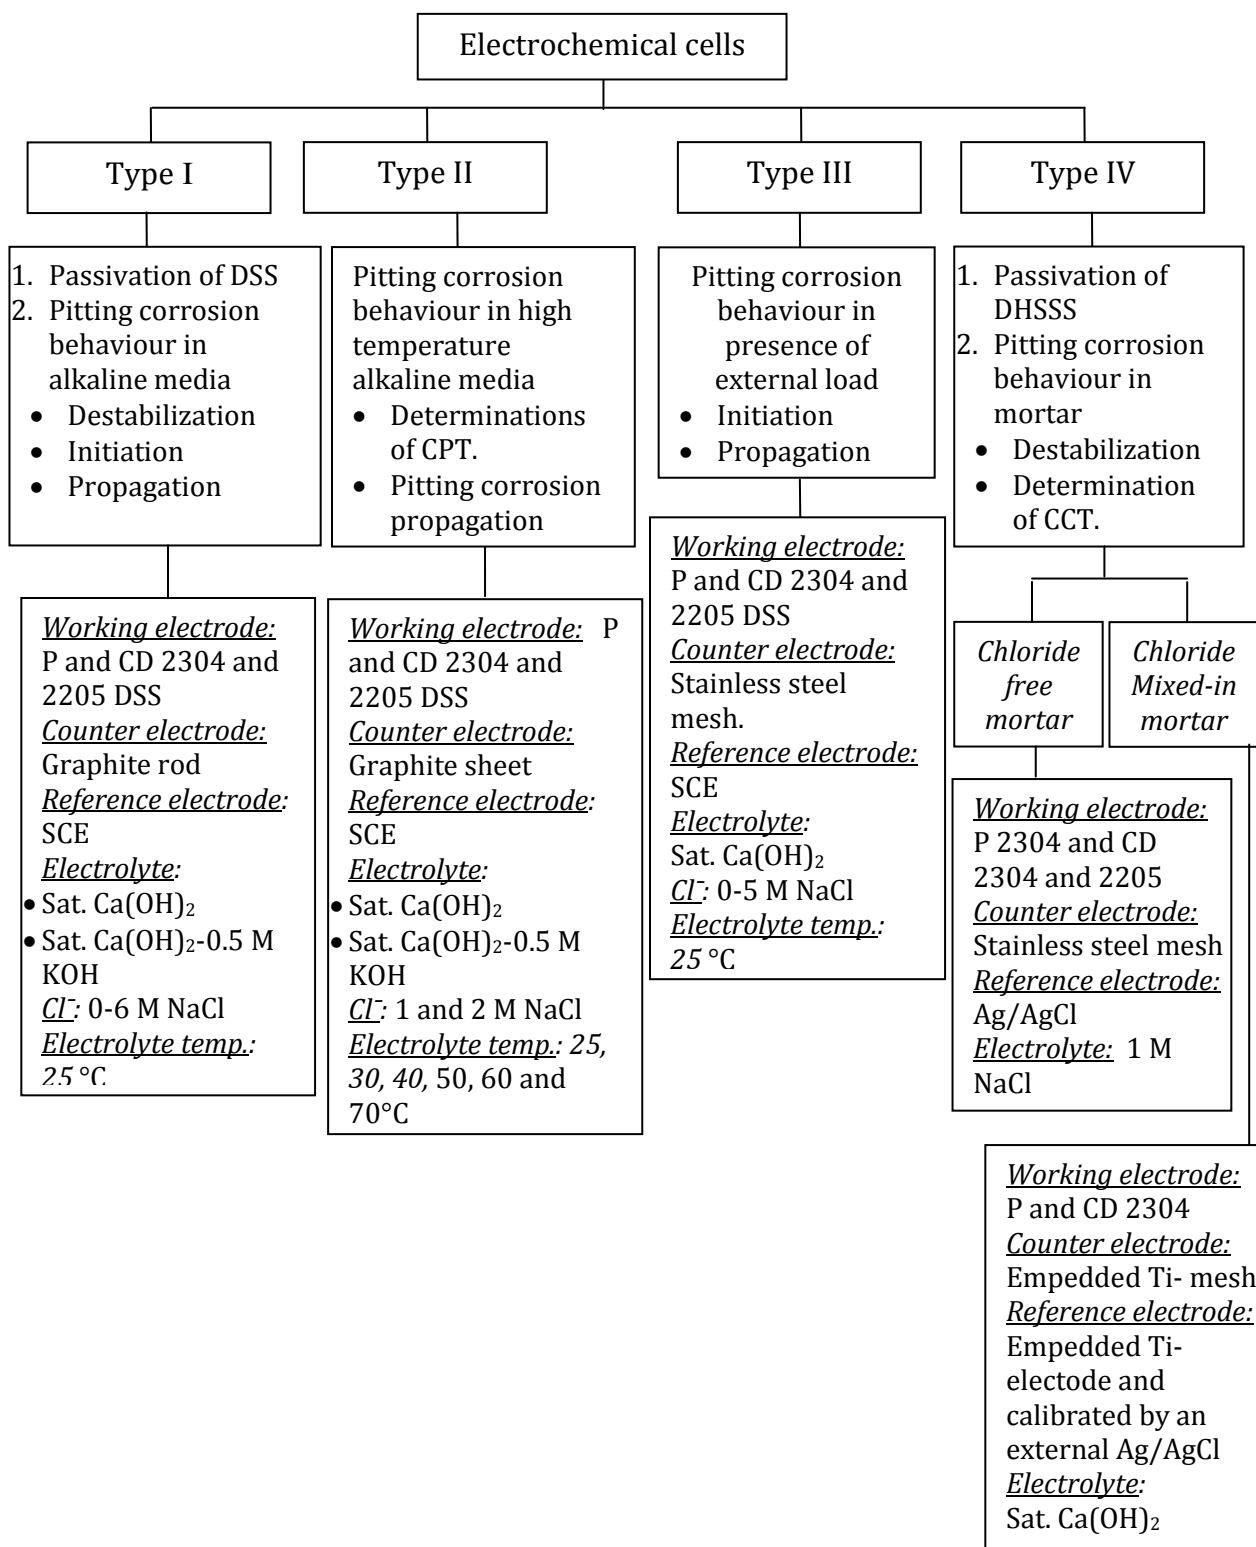 Electrochemical cells
Type I
Type II
Type III
Type IV
1. Passivation of DSS
2. Pitting corrosion
behaviour in
alkaline media
• Destabilization
• Initiation
• Propagation
Pitting corrosion
behaviour in high
temperature
alkaline media
• Determinations
of CPT.
• Pitting corrosion
propagation
Pitting corrosion
behaviour in
presence of
external load
• Initiation
• Propagation
1. Passivation of
DHSSS
2. Pitting corrosion
behaviour in
mortar
• Destabilization
• Determination
of CCT.
Working electrode:
P and CD 2304 and
2205 DSS
Counter electrode:
Graphite rod
Reference electrode:
SCE
Electrolyte:
• Sat. Ca(OH)₂
• Sat. Ca(OH)₂-0.5 M
KOH
Cl⁻: 0-6 M NaCl
Electrolyte temp.:
25 °C
Working electrode: P
and CD 2304 and
2205 DSS
Counter electrode:
Graphite sheet
Reference electrode:
SCE
Electrolyte:
• Sat. Ca(OH)₂
• Sat. Ca(OH)₂-0.5 M
KOH
Cl⁻: 1 and 2 M NaCl
Electrolyte temp.: 25,
30, 40, 50, 60 and
70°C
Working electrode:
P and CD 2304 and
2205 DSS
Counter electrode:
Stainless steel
mesh.
Reference electrode:
SCE
Electrolyte:
Sat. Ca(OH)₂
Cl⁻: 0-5 M NaCl
Electrolyte temp.:
25 °C
Chloride
free
mortar
Chloride
Mixed-in
mortar
Working electrode:
P 2304 and CD
2304 and 2205
Counter electrode:
Stainless steel mesh
Reference electrode:
Ag/AgCl
Electrolyte: 1 M
NaCl
Working electrode:
P and CD 2304
Counter electrode:
Empedded Ti- mesh
Reference electrode:
Empedded Ti-
electode and
calibrated by an
external Ag/AgCl
Electrolyte:
Sat. Ca(OH)₂